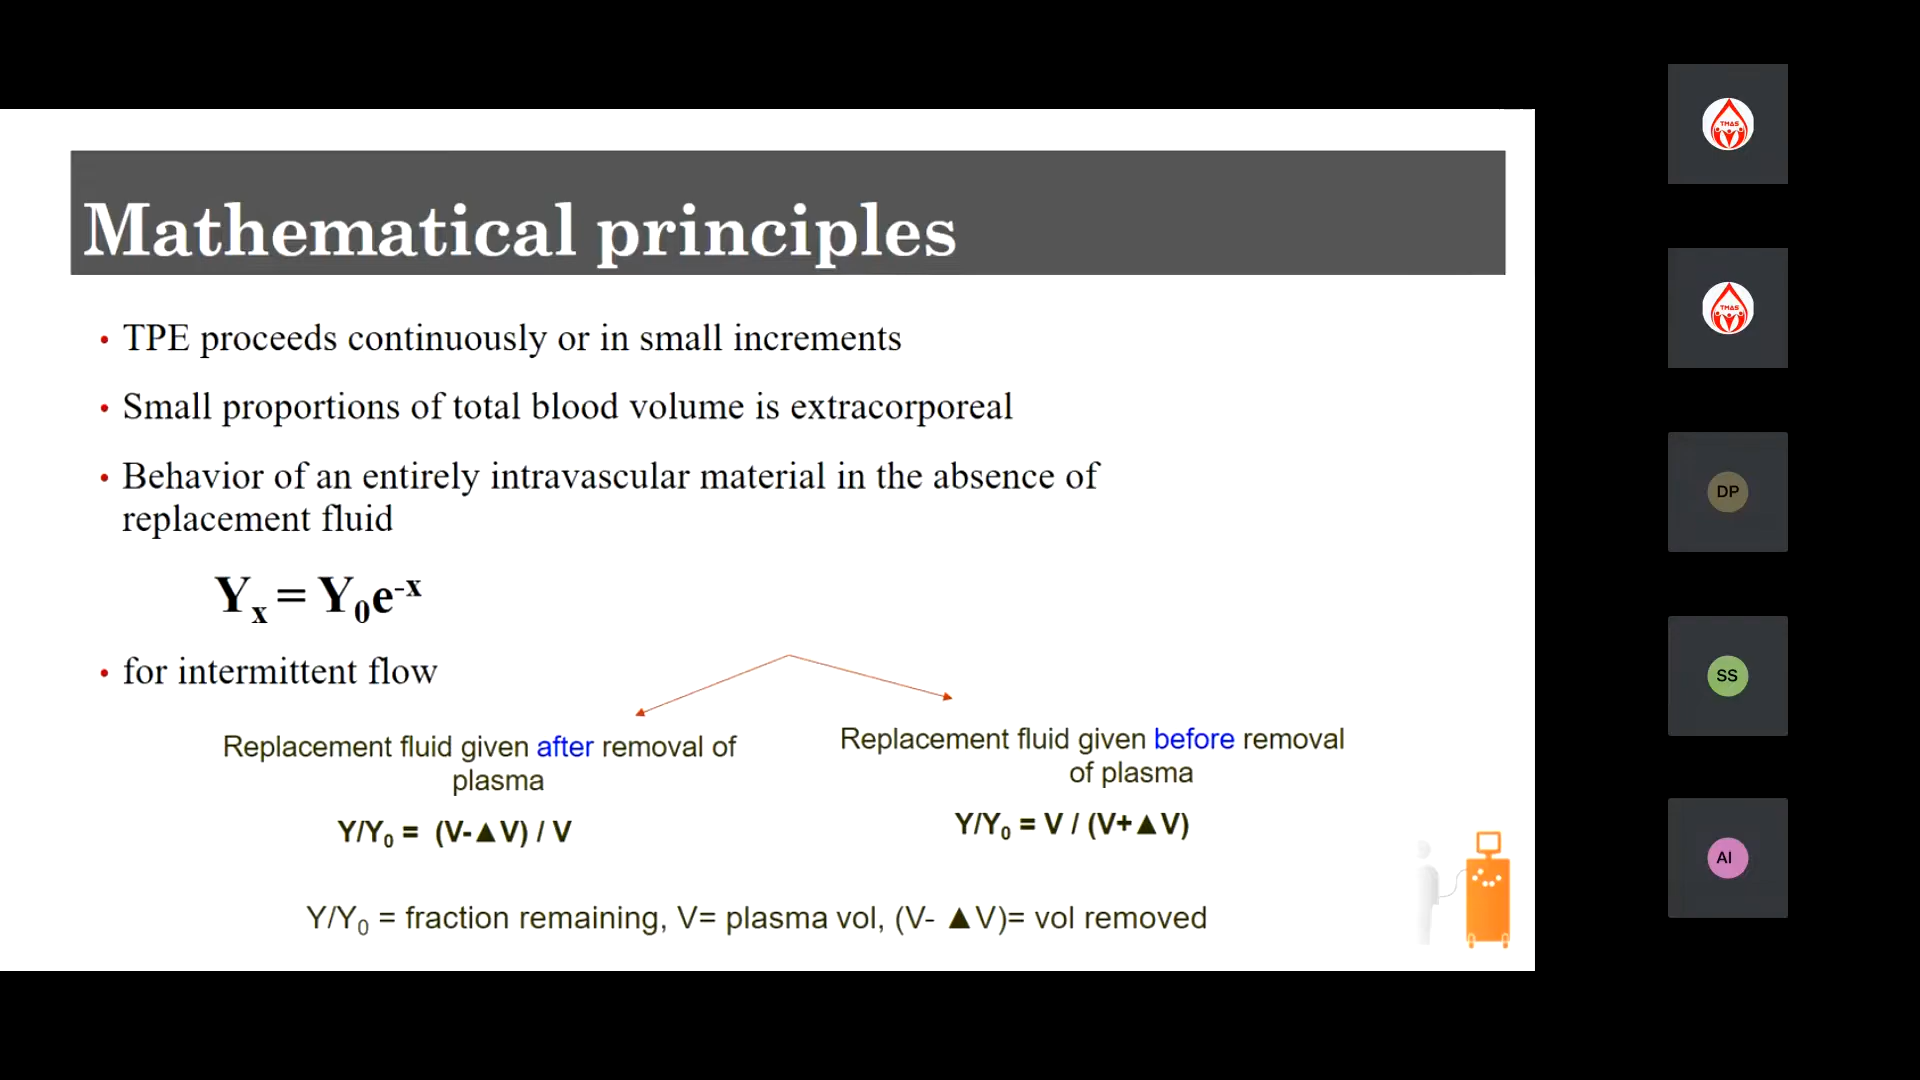 Mathematical principles
• TPE proceeds continuously or in small increments
• Small proportions of total blood volume is extracorporeal
• Behavior of an entirely intravascular material in the absence of
replacement fluid
Yₓ = Y₀e⁻ˣ
• for intermittent flow
Replacement fluid given after removal of
plasma
Y/Y₀ = (V-▲V) / V
Replacement fluid given before removal
of plasma
Y/Y₀ = V / (V+▲V)
Y/Y₀ = fraction remaining, V= plasma vol, (V- ▲V)= vol removed
TMAS
TMAS
DP
SS
AI